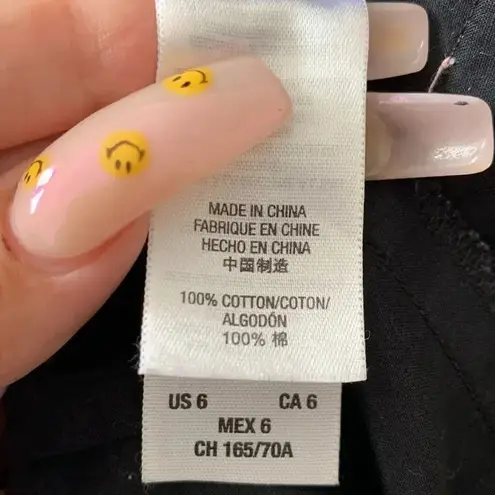 MADE IN CHINA
FABRIQUE EN CHINE
HECHO EN CHINA
中国制造
100% COTTON/COTON/
ALGODÓN
100% 棉
US 6 CA 6
MEX 6
CH 165/70A